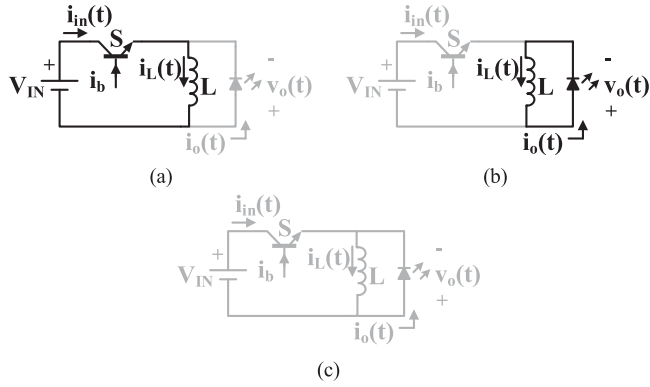 i_in(t)
S
+
V_IN
i_b
i_L(t)
L
-
v_o(t)
+
i_o(t)
(a)
i_in(t)
S
+
V_IN
i_b
i_L(t)
L
-
v_o(t)
+
i_o(t)
(b)
i_in(t)
S
+
V_IN
i_b
i_L(t)
L
-
v_o(t)
+
i_o(t)
(c)